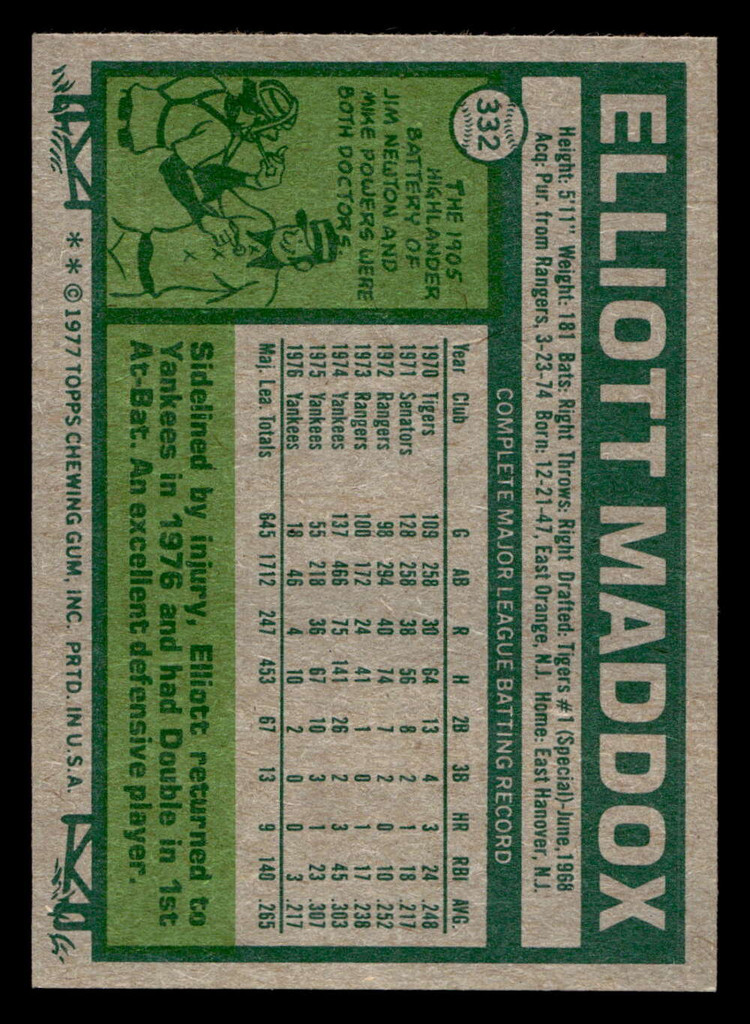 332
ELLIOTT MADDOX
Height: 5'11" Weight: 181 Bats: Right Throws: Right Drafted: Tigers #1 (Special)-June, 1968
Acq: Pur. from Rangers, 3-23-74 Born: 12-21-47, East Orange, N.J. Home: East Hanover, N.J.
COMPLETE MAJOR LEAGUE BATTING RECORD
THE 1905
HIGHLANDER
BATTERY OF
JIM NEWTON AND
MIKE POWERS WERE
BOTH DOCTORS.
A
X
EX
X
Year Club G AB R H 2B 3B HR RBI AVG.
1970 Tigers 109 258 30 64 13 4 3 24 .248
1971 Senators 128 258 38 56 8 2 1 18 .217
1972 Rangers 98 294 40 74 7 2 0 10 .252
1973 Rangers 100 172 24 41 1 0 1 17 .238
1974 Yankees 137 466 75 141 26 2 3 45 .303
1975 Yankees 55 218 36 67 10 3 1 23 .307
1976 Yankees 18 46 4 10 2 0 0 3 .217
Maj. Lea. Totals 645 1712 247 453 67 13 9 140 .265
Sidelined by injury, Elliott returned to
Yankees in 1976 and had Double in 1st
At-Bat. An excellent defensive player.
* * © 1977 TOPPS CHEWING GUM, INC. PRTD. IN U.S.A.